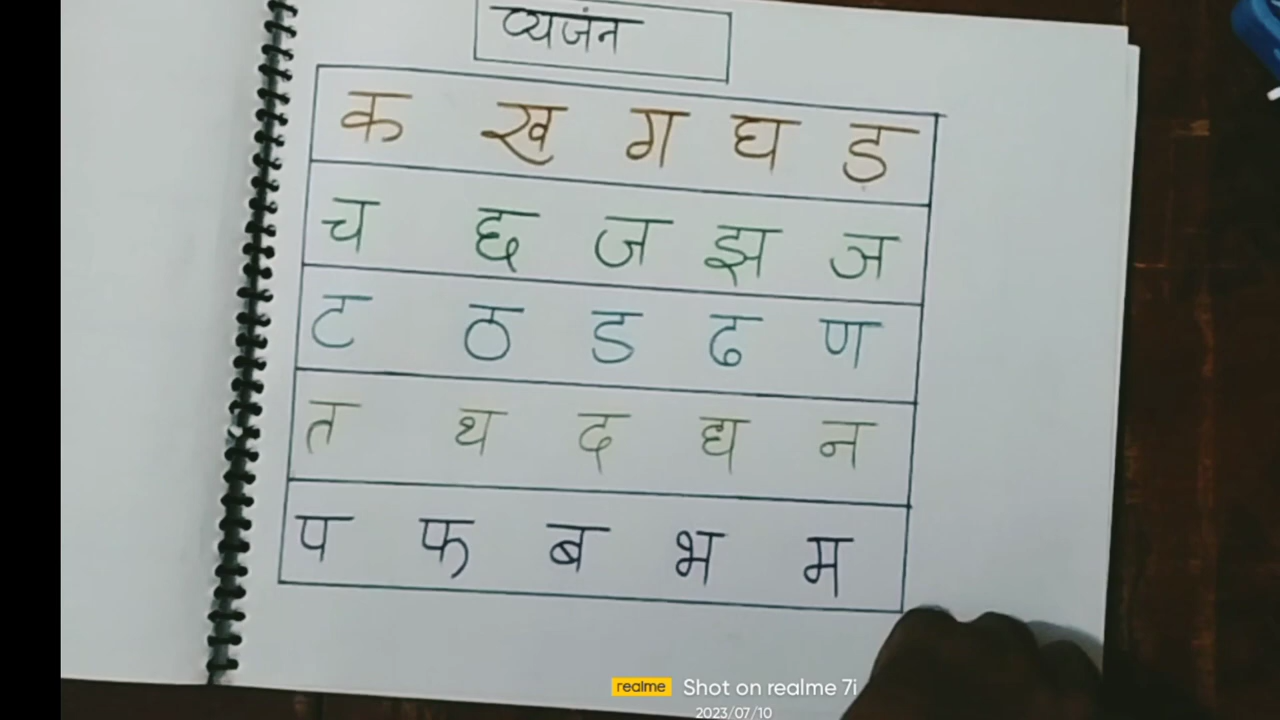 व्यजंन
क ख ग घ ड
च छ ज झ ञ
ट ठ ड ढ ण
त थ द ध न
प फ ब भ म
realme Shot on realme 7i
2023/07/10